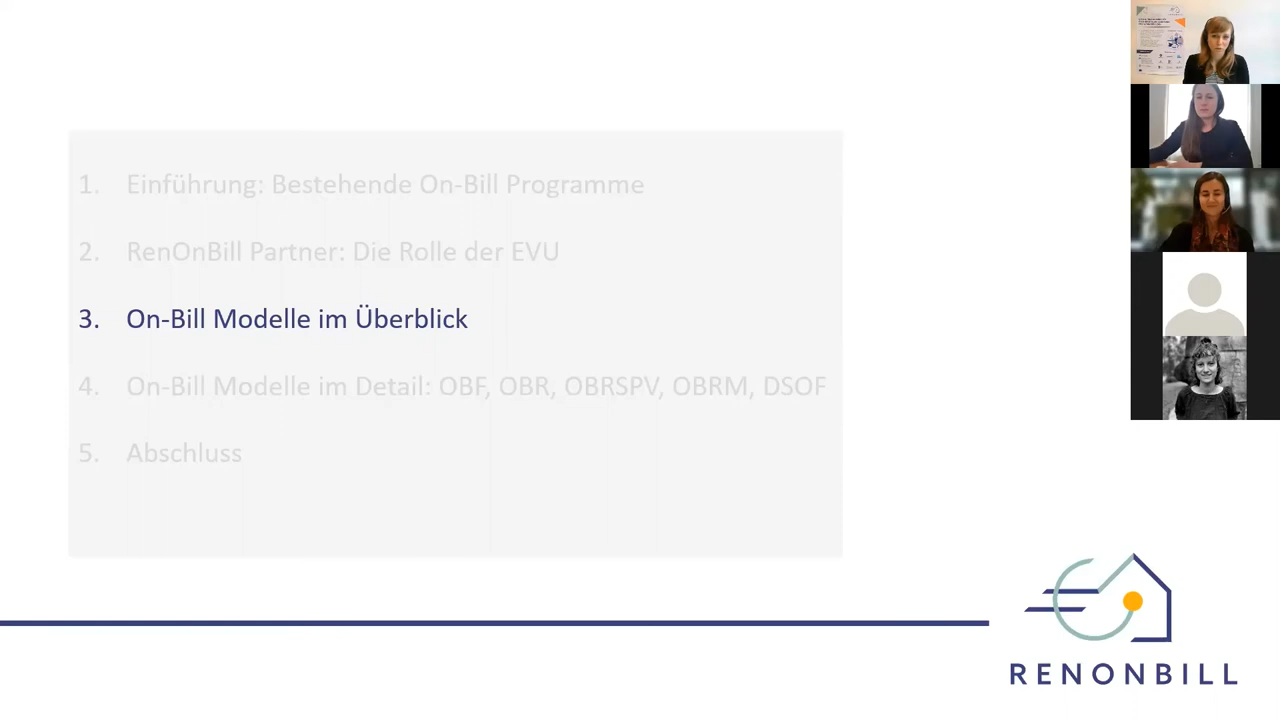 1. Einführung: Bestehende On-Bill Programme
2. RenOnBill Partner: Die Rolle der EVU
3. On-Bill Modelle im Überblick
4. On-Bill Modelle im Detail: OBF, OBR, OBRSPV, OBRM, DSOF
5. Abschluss
RENONBILL